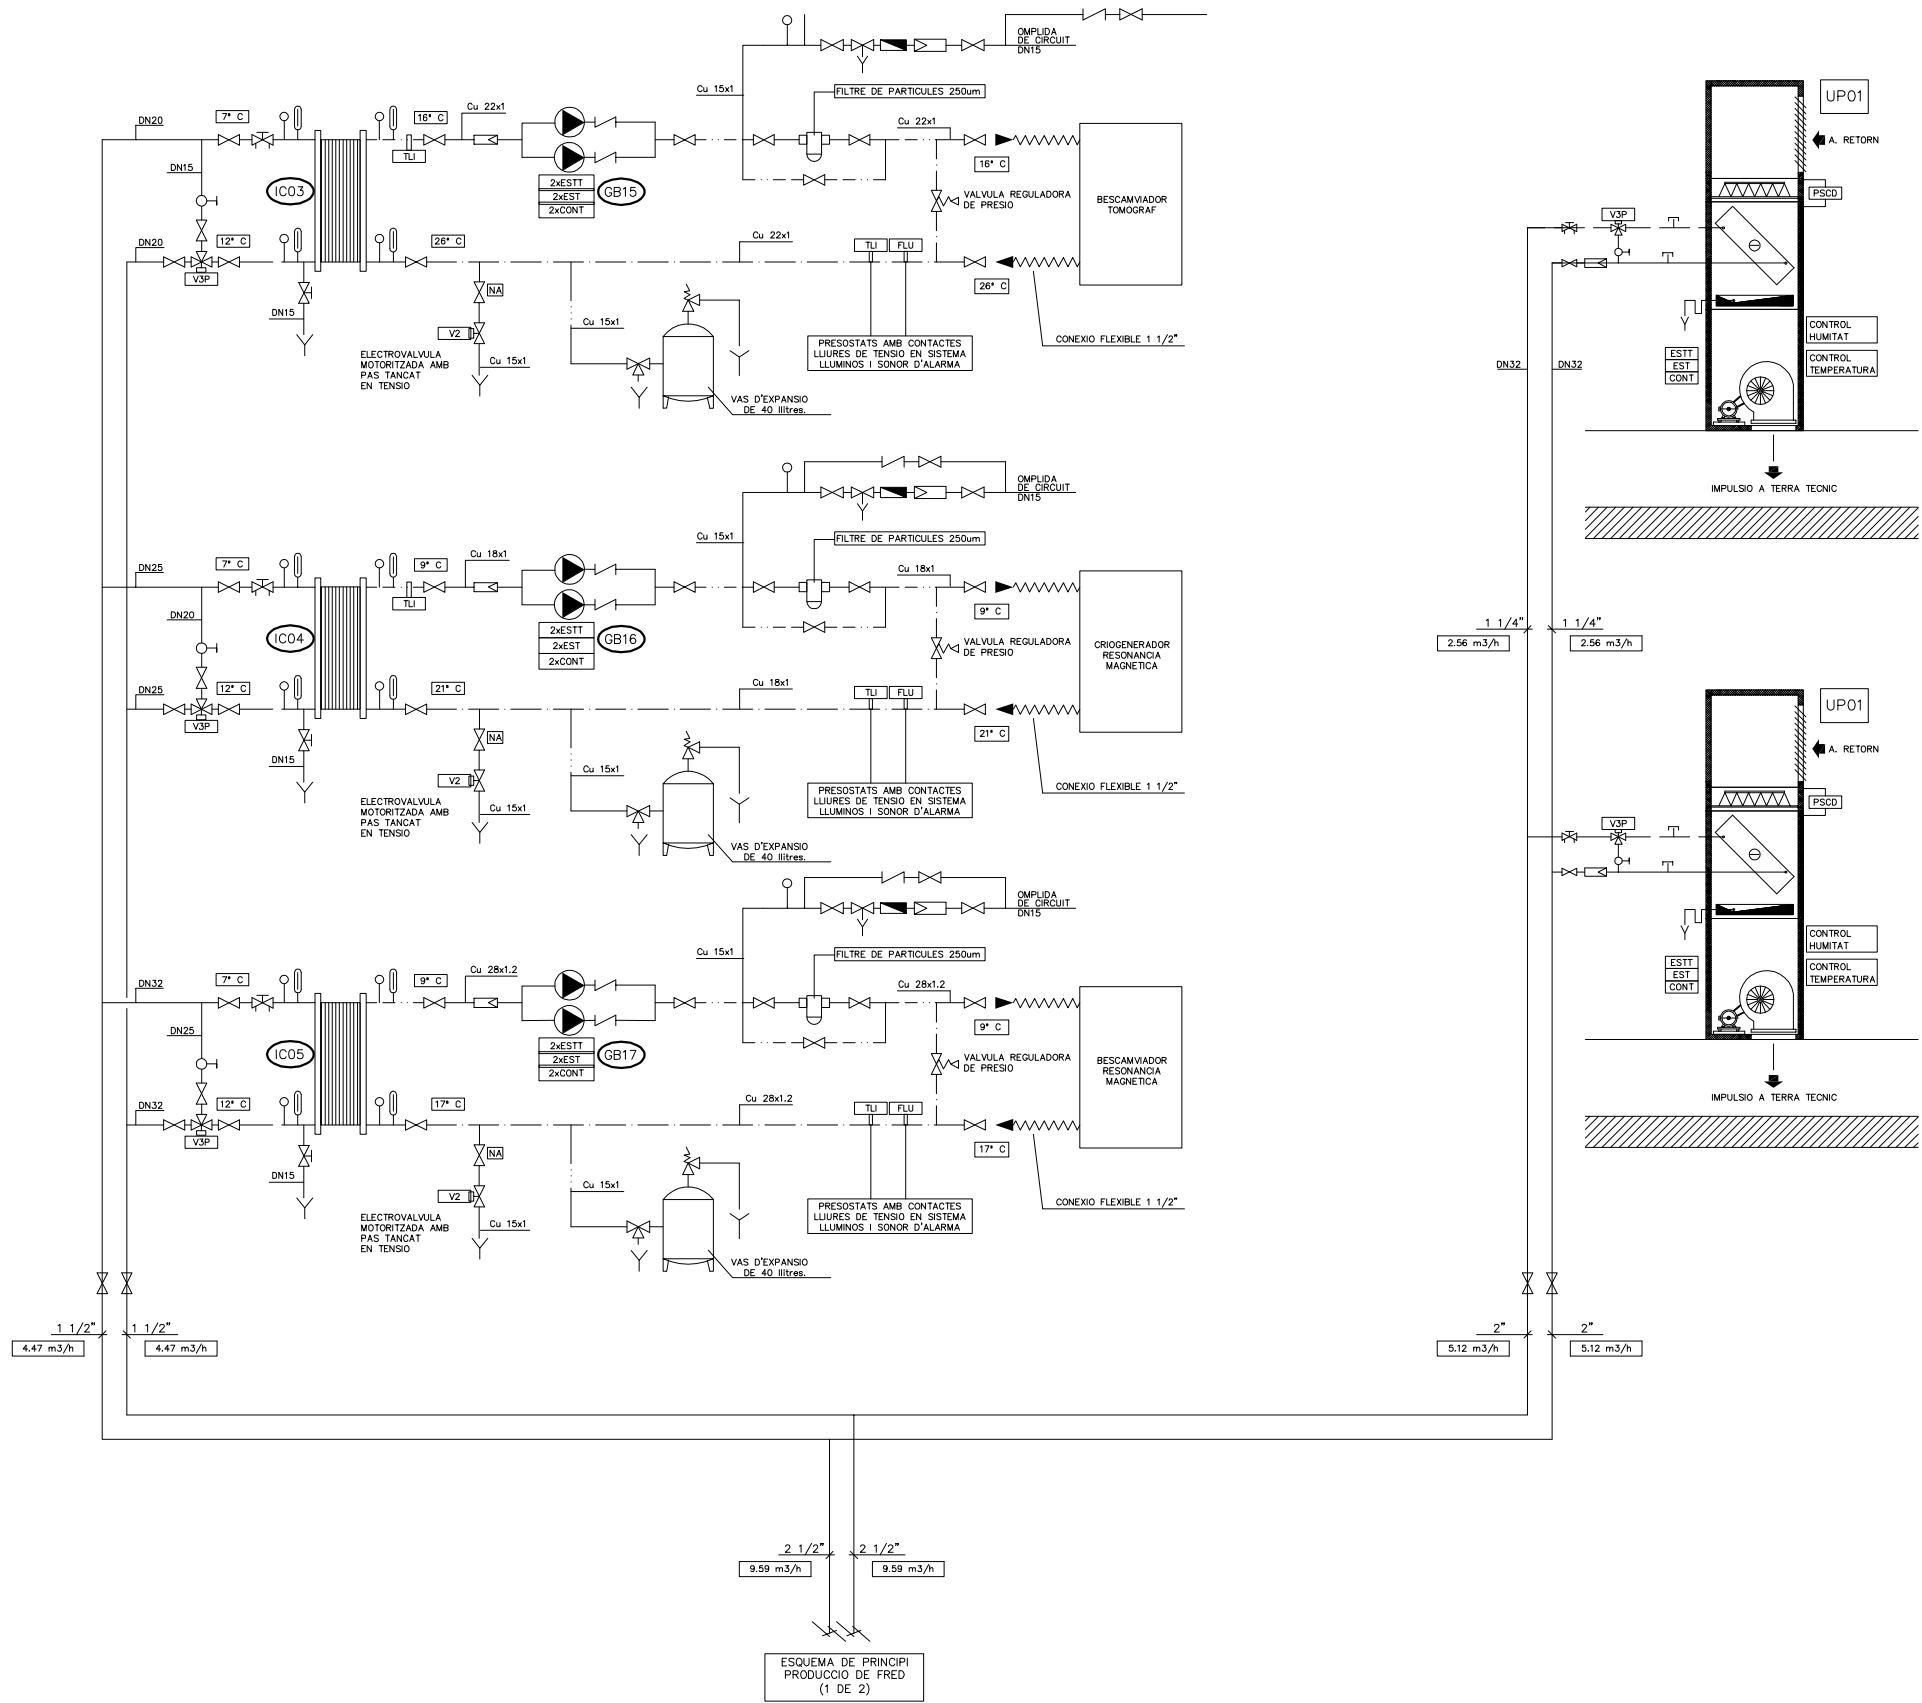 OMPLIDA
DE CIRCUIT
DN15
Cu 15x1
FILTRE DE PARTICULES 250um
DN20
7° C
16° C
Cu 22x1
Cu 22x1
TLI
16° C
DN15
IC03
2xESTT
2xEST
2xCONT
GB15
VALVULA REGULADORA
DE PRESIO
BESCAMVIADOR
TOMOGRAF
DN20
12° C
26° C
Cu 22x1
TLI
FLU
V3P
26° C
NA
DN15
V2
Cu 15x1
Cu 15x1
ELECTROVALVULA
MOTORITZADA AMB
PAS TANCAT
EN TENSIO
PRESOSTATS AMB CONTACTES
LLIURES DE TENSIO EN SISTEMA
LLUMINOS I SONOR D'ALARMA
CONEXIO FLEXIBLE 1 1/2"
VAS D'EXPANSIO
DE 40 llitres.
OMPLIDA
DE CIRCUIT
DN15
Cu 15x1
FILTRE DE PARTICULES 250um
DN25
7° C
9° C
Cu 18x1
Cu 18x1
TLI
9° C
DN20
IC04
2xESTT
2xEST
2xCONT
GB16
VALVULA REGULADORA
DE PRESIO
CRIOGENERADOR
RESONANCIA
MAGNETICA
DN25
12° C
21° C
Cu 18x1
TLI
FLU
V3P
21° C
NA
DN15
V2
Cu 15x1
Cu 15x1
ELECTROVALVULA
MOTORITZADA AMB
PAS TANCAT
EN TENSIO
PRESOSTATS AMB CONTACTES
LLIURES DE TENSIO EN SISTEMA
LLUMINOS I SONOR D'ALARMA
CONEXIO FLEXIBLE 1 1/2"
VAS D'EXPANSIO
DE 40 llitres.
OMPLIDA
DE CIRCUIT
DN15
Cu 15x1
FILTRE DE PARTICULES 250um
DN32
7° C
9° C
Cu 28x1.2
Cu 28x1.2
9° C
DN25
IC05
2xESTT
2xEST
2xCONT
GB17
VALVULA REGULADORA
DE PRESIO
BESCAMVIADOR
RESONANCIA
MAGNETICA
DN32
12° C
17° C
Cu 28x1.2
TLI
FLU
V3P
17° C
NA
DN15
V2
Cu 15x1
Cu 15x1
ELECTROVALVULA
MOTORITZADA AMB
PAS TANCAT
EN TENSIO
PRESOSTATS AMB CONTACTES
LLIURES DE TENSIO EN SISTEMA
LLUMINOS I SONOR D'ALARMA
CONEXIO FLEXIBLE 1 1/2"
VAS D'EXPANSIO
DE 40 llitres.
1 1/2"
4.47 m3/h
1 1/2"
4.47 m3/h
UP01
A. RETORN
PSCD
V3P
CONTROL
HUMITAT
CONTROL
TEMPERATURA
ESTT
EST
CONT
DN32
DN32
IMPULSIO A TERRA TECNIC
1 1/4"
2.56 m3/h
1 1/4"
2.56 m3/h
UP01
A. RETORN
PSCD
V3P
CONTROL
HUMITAT
CONTROL
TEMPERATURA
ESTT
EST
CONT
IMPULSIO A TERRA TECNIC
2"
5.12 m3/h
2"
5.12 m3/h
2 1/2"
9.59 m3/h
2 1/2"
9.59 m3/h
ESQUEMA DE PRINCIPI
PRODUCCIO DE FRED
(1 DE 2)